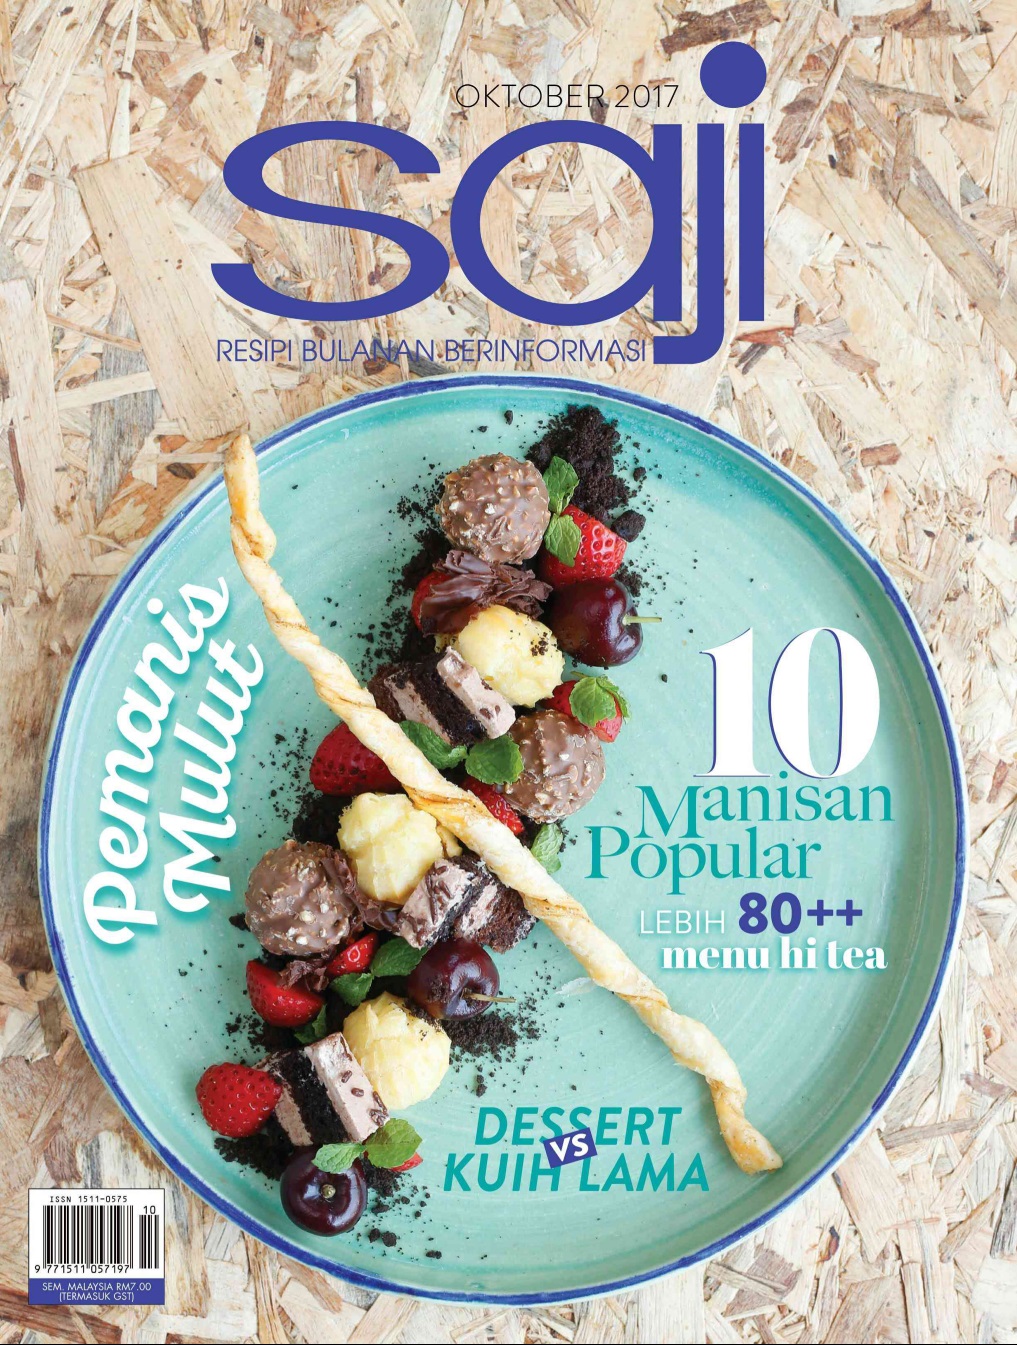 OKTOBER 2017
saji
RESIPI BULANAN BERINFORMASI
Pemanis
Mulut
10
Manisan
Popular
LEBIH 80++
menu hi tea
DESSERT
VS
KUIH LAMA
ISSN 1511-0575
10
9 771511 057197
SEM. MALAYSIA RM7.00
(TERMASUK GST)